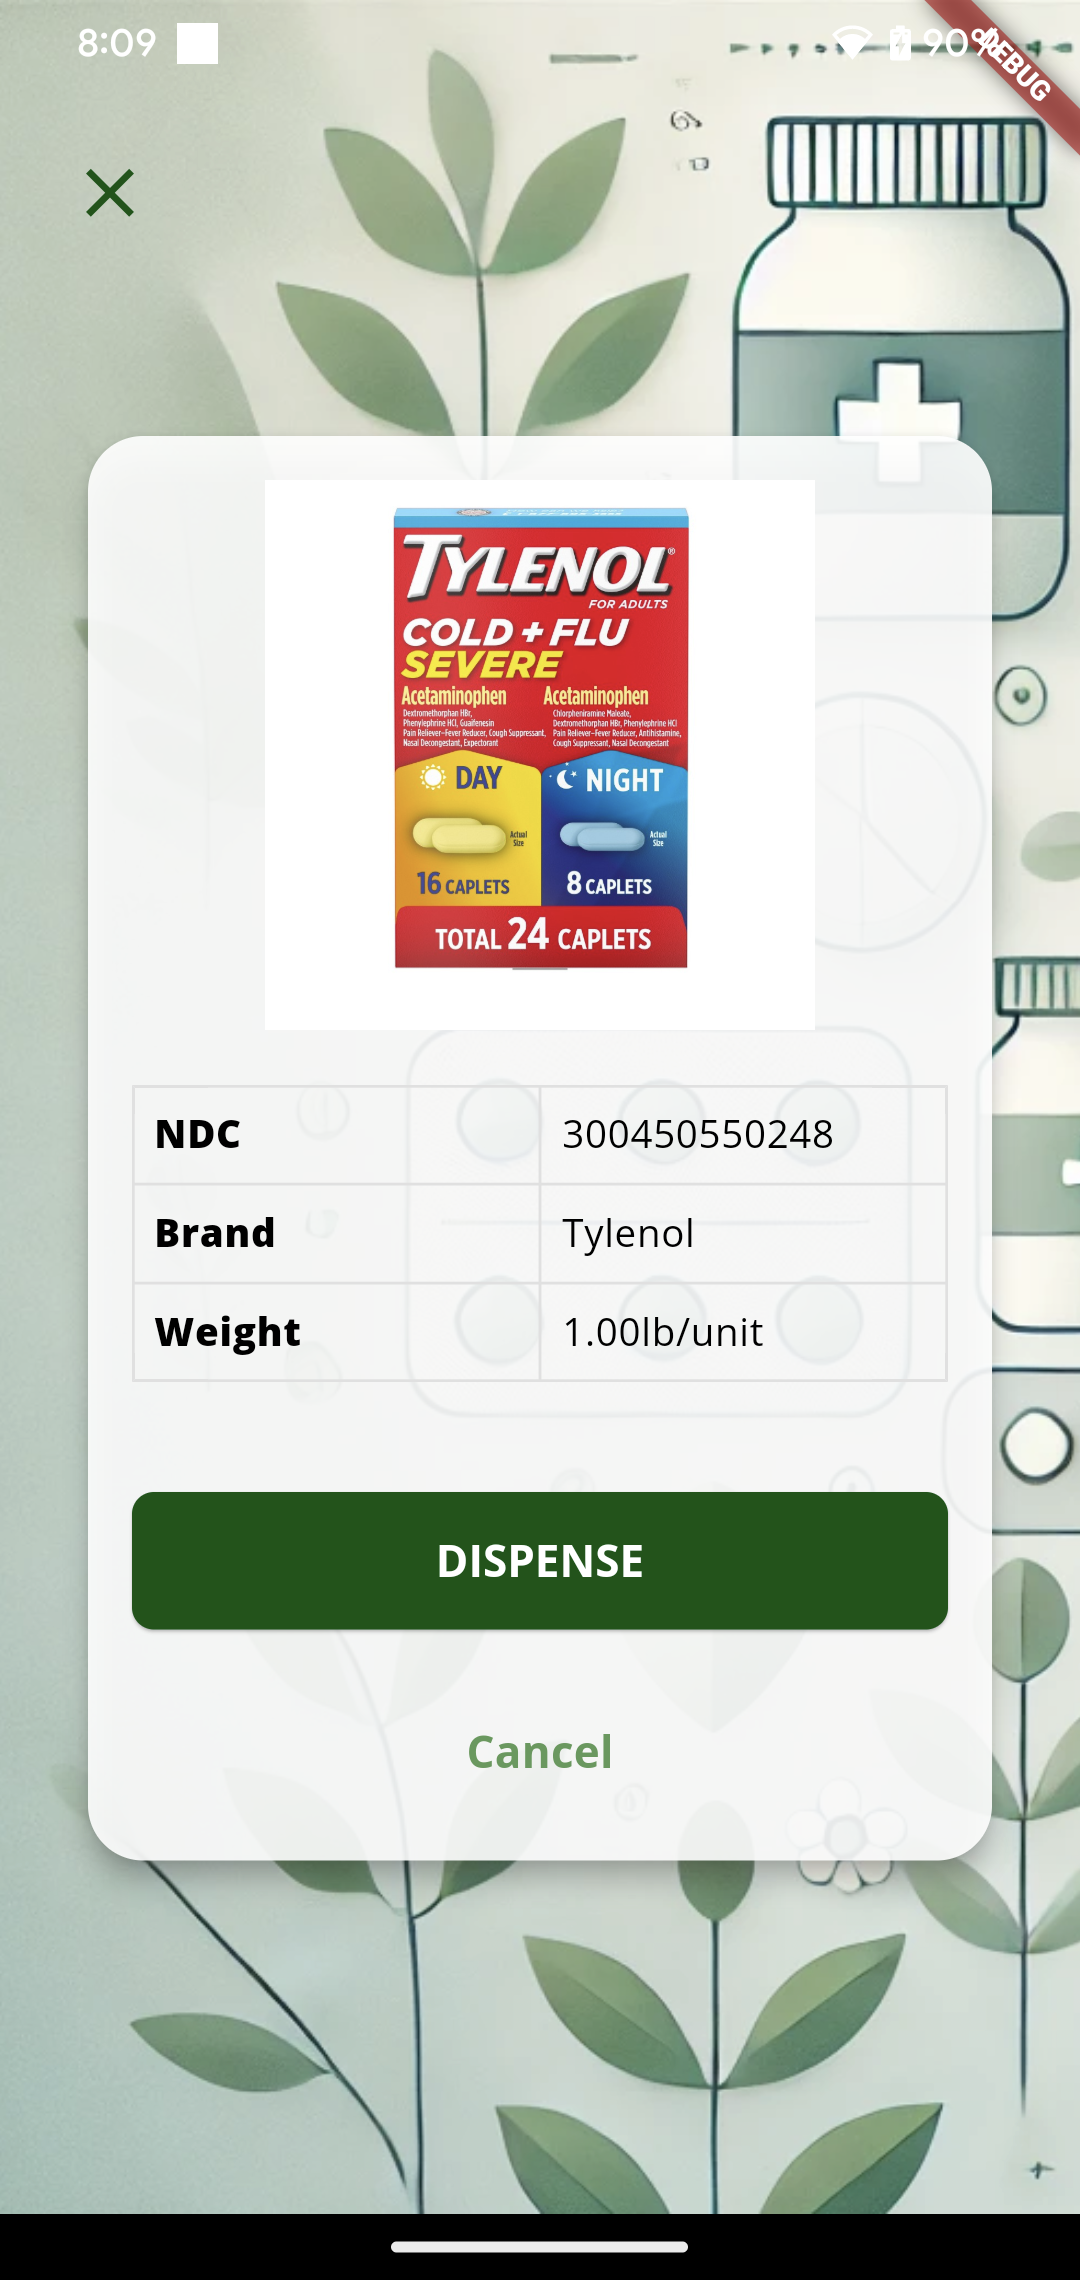 8:09
90%
DEBUG
TYLENOL®
FOR ADULTS
COLD + FLU
SEVERE
Acetaminophen
Dextromethorphan HBr,
Phenylephrine HCl, Guaifenesin
Pain Reliever–Fever Reducer, Cough Suppressant,
Nasal Decongestant, Expectorant
Acetaminophen
Chlorpheniramine Maleate,
Dextromethorphan HBr, Phenylephrine HCl
Pain Reliever–Fever Reducer, Antihistamine,
Cough Suppressant, Nasal Decongestant
DAY
Actual
Size
16 CAPLETS
NIGHT
Actual
Size
8 CAPLETS
TOTAL 24 CAPLETS
NDC 300450550248
Brand Tylenol
Weight 1.00lb/unit
DISPENSE
Cancel